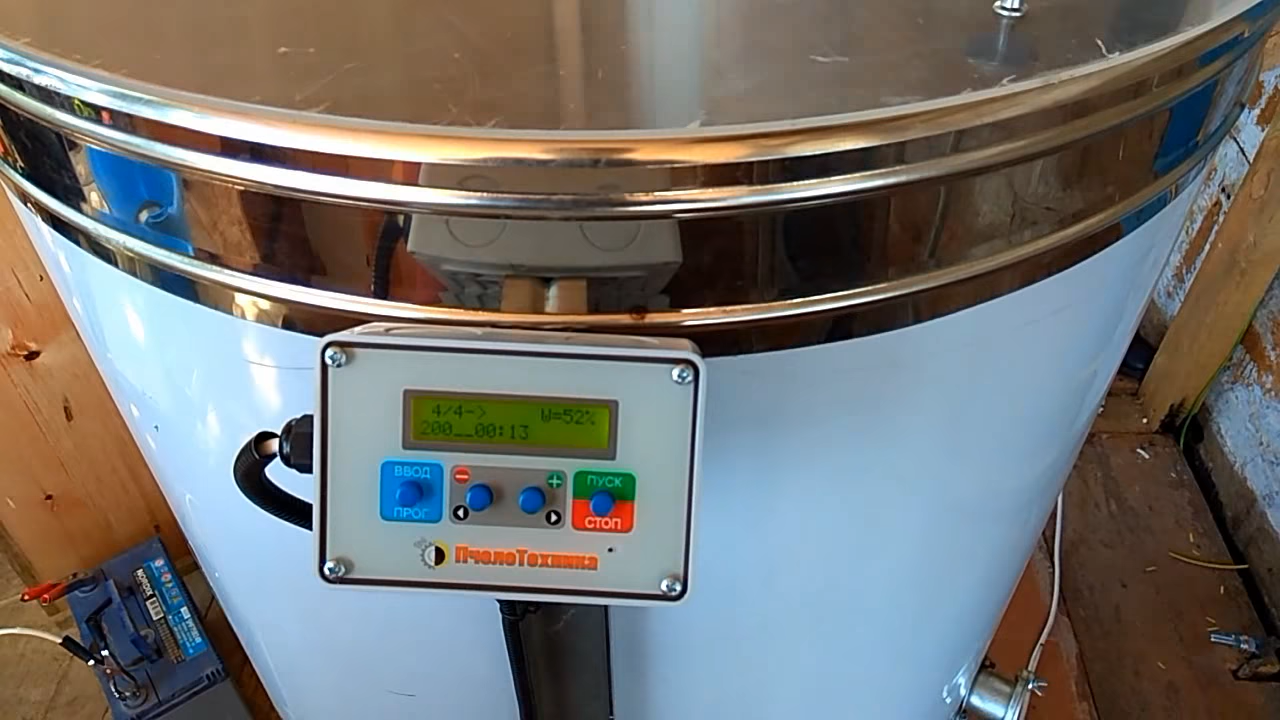 4/4-> W=52%
200__00:13
ВВОД
ПРОГ
ПУСК
СТОП
ПчелоТехника